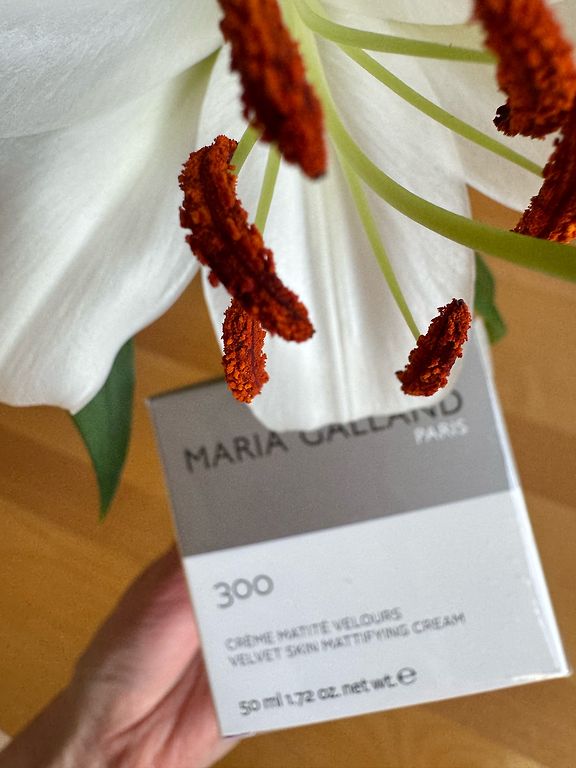 MARIA GALLAND
PARIS
300
CRÈME MATITÉ VELOURS
VELVET SKIN MATTIFYING CREAM
50 ml 1.72 oz. net wt. ℮